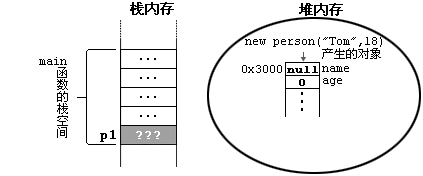 栈内存
堆内存
main
函数的栈空间
...
...
...
...
p1 ???
new person("Tom",18)
产生的对象
0x3000 null name
0 age